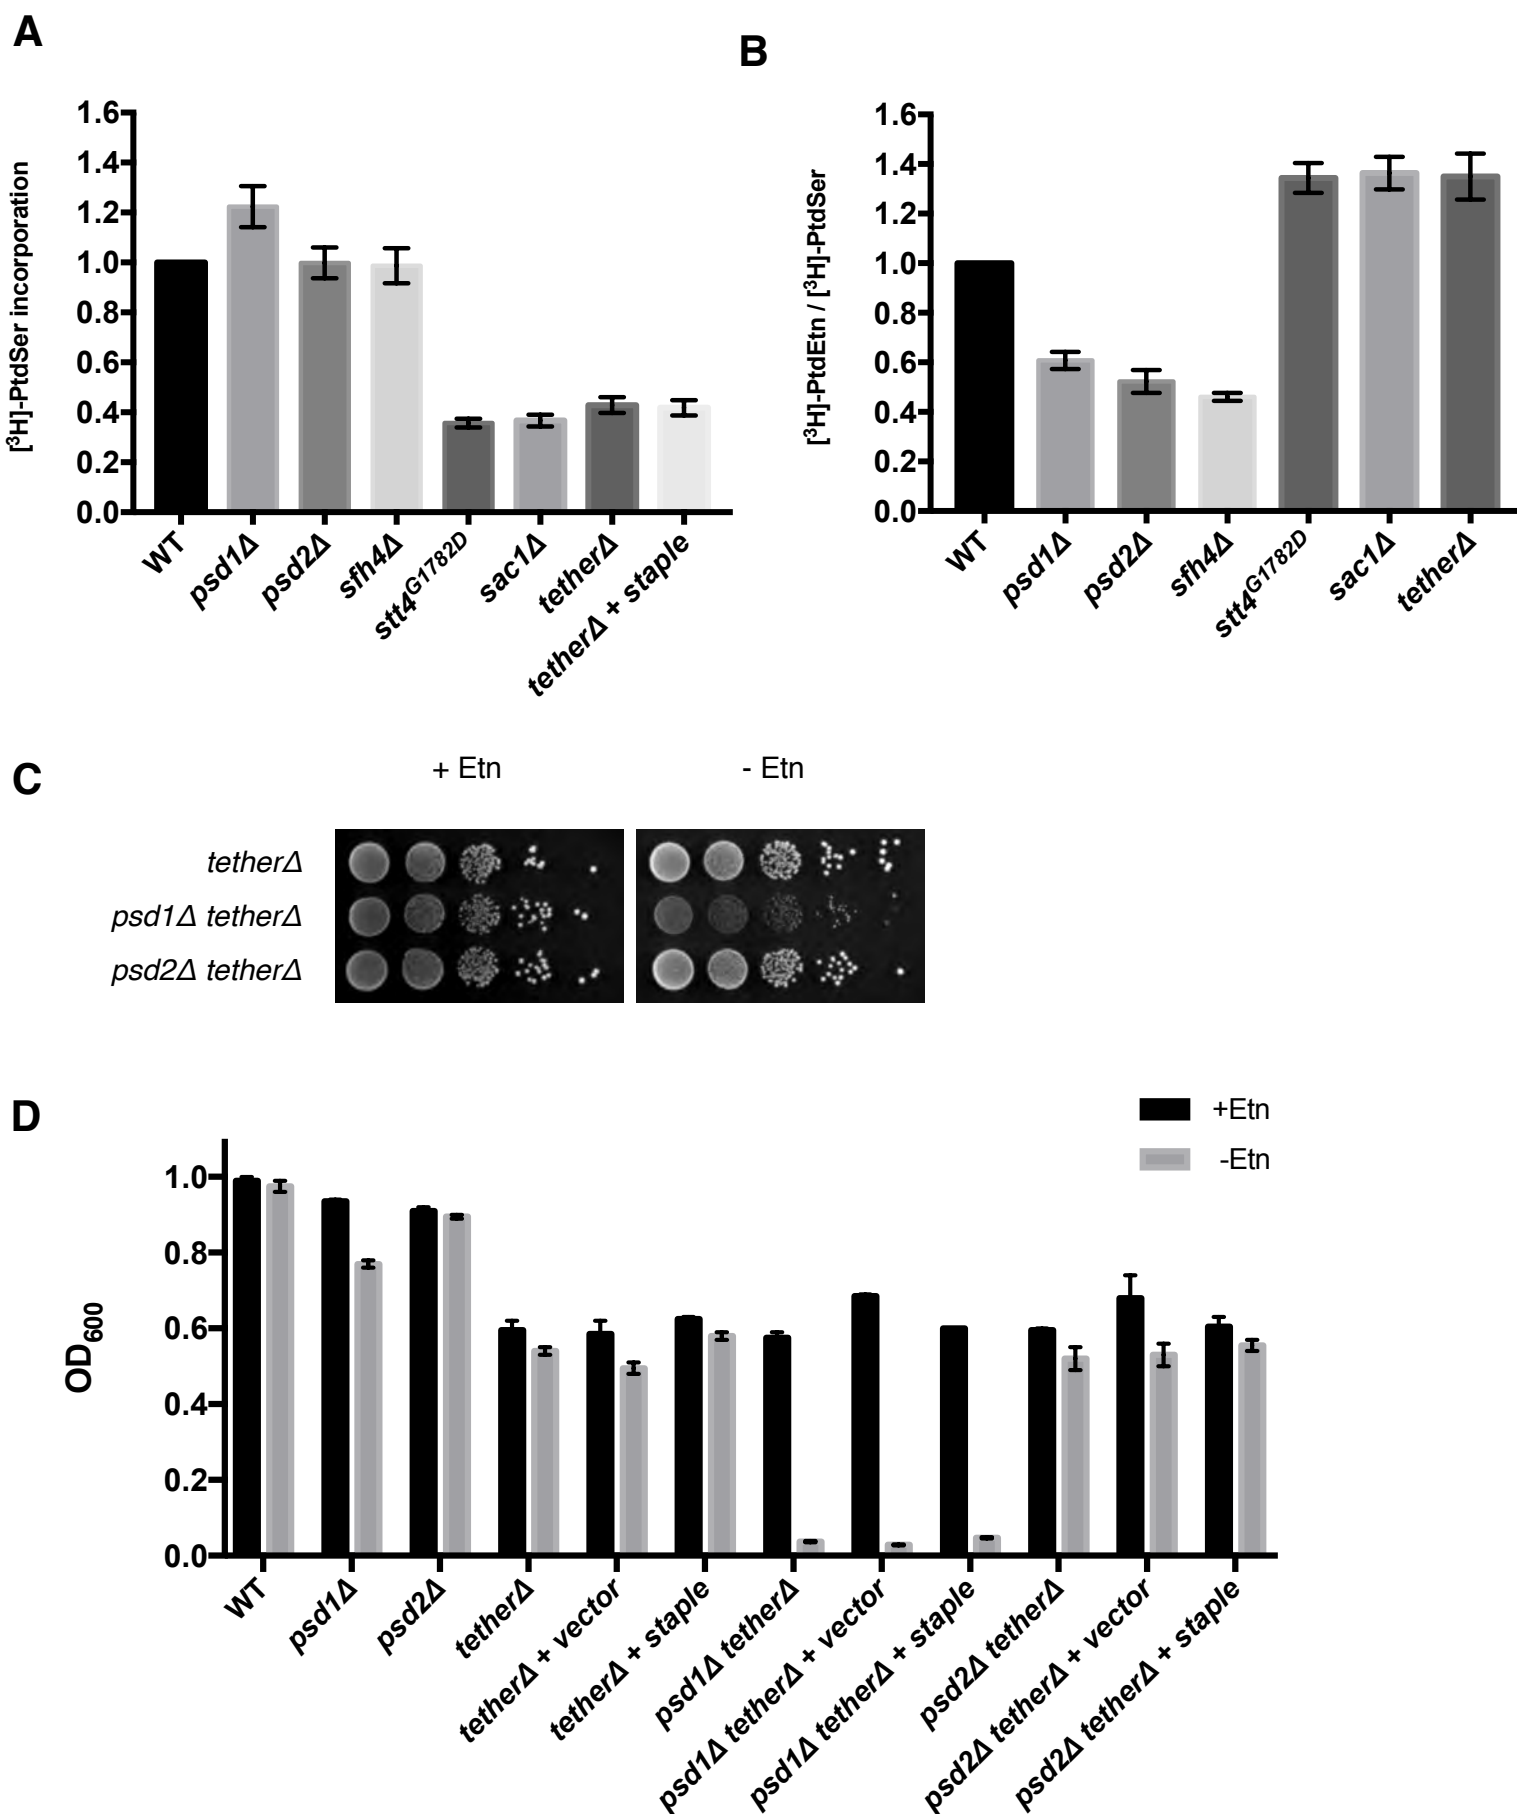 A
[³H]-PtdSer incorporation
1.6
1.4
1.2
1.0
0.8
0.6
0.4
0.2
0.0
WT
psd1Δ
psd2Δ
sfh4Δ
stt4G1782D
sac1Δ
tetherΔ
tetherΔ + staple
B
[³H]-PtdEtn / [³H]-PtdSer
1.6
1.4
1.2
1.0
0.8
0.6
0.4
0.2
0.0
WT
psd1Δ
psd2Δ
sfh4Δ
stt4G1782D
sac1Δ
tetherΔ
C
+ Etn
- Etn
tetherΔ
psd1Δ tetherΔ
psd2Δ tetherΔ
D
+Etn
-Etn
OD600
1.0
0.8
0.6
0.4
0.2
0.0
WT
psd1Δ
psd2Δ
tetherΔ
tetherΔ + vector
tetherΔ + staple
psd1Δ tetherΔ
psd1Δ tetherΔ + vector
psd1Δ tetherΔ + staple
psd2Δ tetherΔ
psd2Δ tetherΔ + vector
psd2Δ tetherΔ + staple